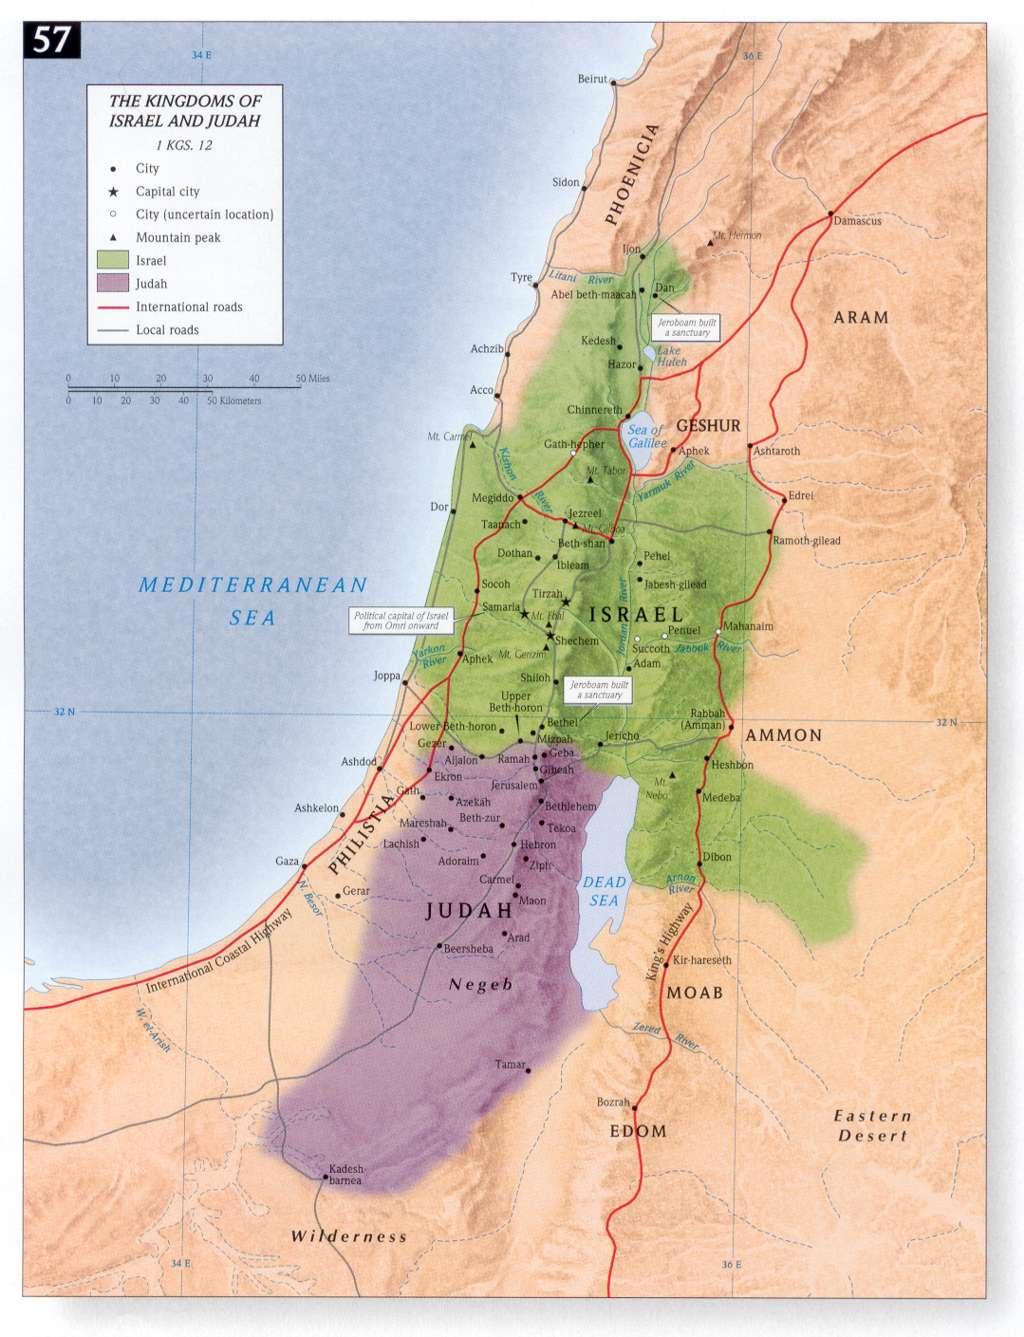 57
34 E
36 E
THE KINGDOMS OF
ISRAEL AND JUDAH
1 KGS. 12
City
Capital city
City (uncertain location)
Mountain peak
Israel
Judah
International roads
Local roads
0 10 20 30 40 50 Miles
0 10 20 30 40 50 Kilometers
Beirut
PHOENICIA
Sidon
Damascus
Mt. Hermon
Ijon
Tyre
Litani River
Abel beth-maacah
Dan
ARAM
Jeroboam built
a sanctuary
Kedesh
Achzib
Lake
Huleh
Hazor
Acco
Chinnereth
Sea of
Galilee
GESHUR
Mt. Carmel
Gath-hepher
Aphek
Ashtaroth
Kishon
River
Mt. Tabor
Yarmuk River
Megiddo
Edrei
Dor
Jezreel
Taanach
Mt. Gilboa
Beth-shan
Ramoth-gilead
Dothan
Ibleam
Pehel
MEDITERRANEAN
SEA
Socoh
Jabesh-gilead
Tirzah
Samaria
ISRAEL
Political capital of Israel
from Omri onward
Mt. Ebal
Jordan River
Shechem
Penuel
Mahanaim
Yarkon
River
Aphek
Mt. Gerizim
Succoth
Jabbok River
Adam
Joppa
Shiloh
Jeroboam built
a sanctuary
Upper
Beth-horon
32 N
32 N
Lower Beth-horon
Bethel
Rabbah
(Amman)
AMMON
Mizpah
Jericho
Gezer
Aijalon
Ramah
Geba
Gibeah
Ashdod
Ekron
Heshbon
Jerusalem
Mt.
Nebo
Gath
Azekah
Bethlehem
Medeba
Ashkelon
PHILISTIA
Mareshah
Beth-zur
Tekoa
Lachish
Hebron
Adoraim
Ziph
Gaza
Dibon
Carmel
DEAD
SEA
Arnon
River
Gerar
N. Besor
Maon
JUDAH
Arad
Beersheba
International Coastal Highway
King's Highway
Kir-hareseth
Negeb
MOAB
W. el-Arish
Zered River
Tamar
Bozrah
EDOM
Eastern
Desert
Kadesh-
barnea
Wilderness
34 E
36 E